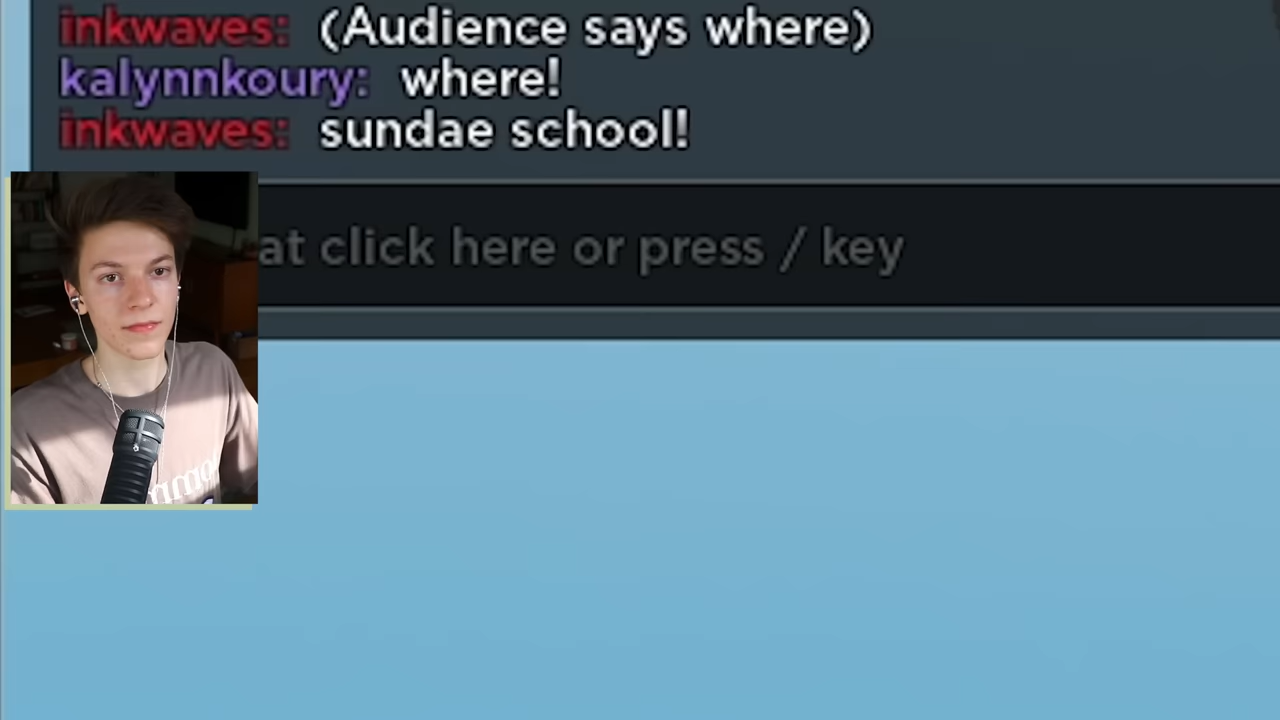 inkwaves: (Audience says where)
kalynnkoury: where!
inkwaves: sundae school!
at click here or press / key